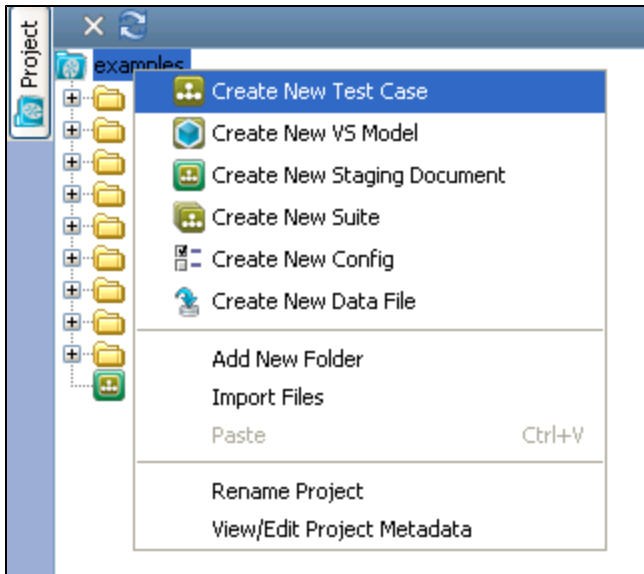 Project
examples
Create New Test Case
Create New VS Model
Create New Staging Document
Create New Suite
Create New Config
Create New Data File
Add New Folder
Import Files
Paste Ctrl+V
Rename Project
View/Edit Project Metadata